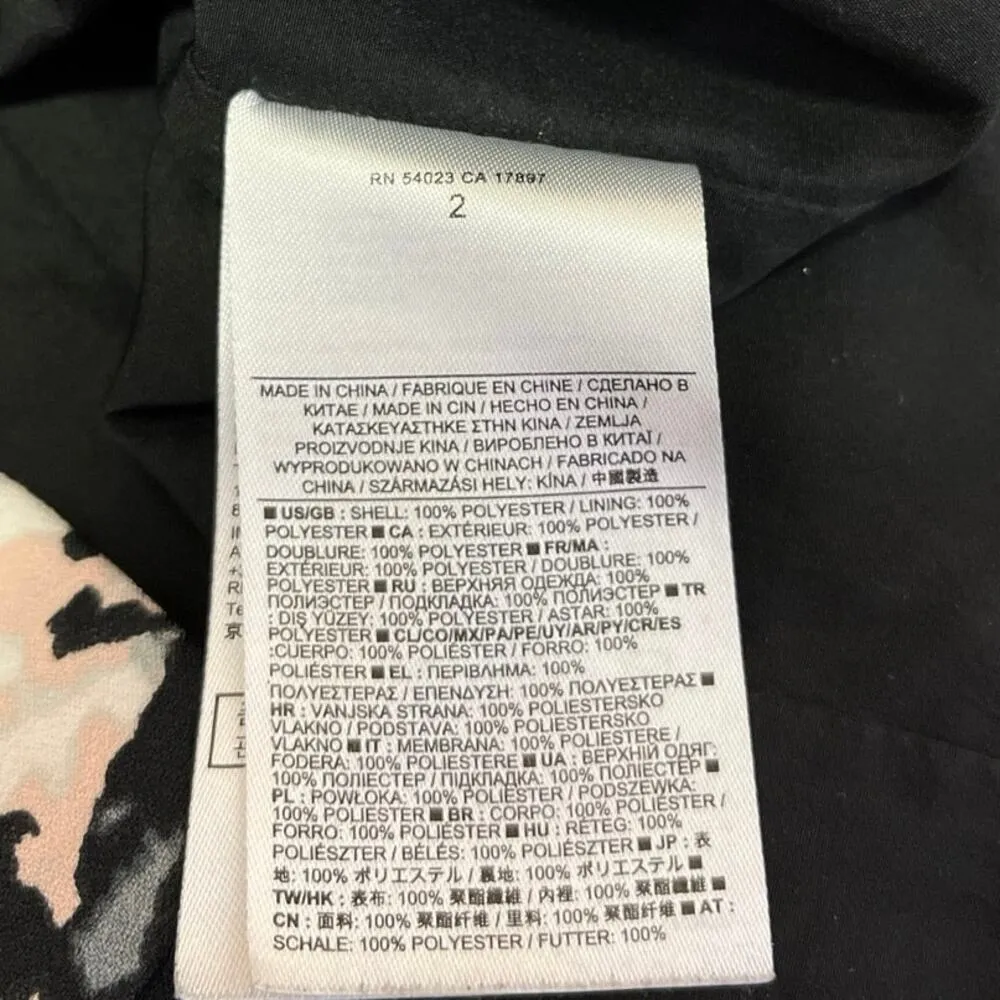 RN 54023 CA 17897
2
MADE IN CHINA / FABRIQUE EN CHINE / СДЕЛАНО В
КИТАЕ / MADE IN CIN / HECHO EN CHINA /
ΚΑΤΑΣΚΕΥΑΣΤΗΚΕ ΣΤΗΝ ΚΙΝΑ / ZEMLJA
PROIZVODNJE KINA / ВИРОБЛЕНО В КИТАЇ /
WYPRODUKOWANO W CHINACH / FABRICADO NA
CHINA / SZÁRMAZÁSI HELY: KÍNA / 中國製造
■ US/GB : SHELL: 100% POLYESTER / LINING: 100%
POLYESTER ■ CA : EXTÉRIEUR: 100% POLYESTER /
DOUBLURE: 100% POLYESTER ■ FR/MA :
EXTÉRIEUR: 100% POLYESTER / DOUBLURE: 100%
POLYESTER ■ RU : ВЕРХНЯЯ ОДЕЖДА: 100%
ПОЛИЭСТЕР / ПОДКЛАДКА: 100% ПОЛИЭСТЕР ■ TR
: DIŞ YÜZEY: 100% POLYESTER / ASTAR: 100%
POLYESTER ■ CL/CO/MX/PA/PE/UY/AR/PY/CR/ES
:CUERPO: 100% POLIÉSTER / FORRO: 100%
POLIÉSTER ■ EL : ΠΕΡΙΒΛΗΜΑ: 100%
ΠΟΛΥΕΣΤΕΡΑΣ / ΕΠΕΝΔΥΣΗ: 100% ΠΟΛΥΕΣΤΕΡΑΣ ■
HR : VANJSKA STRANA: 100% POLIESTERSKO
VLAKNO / PODSTAVA: 100% POLIESTERSKO
VLAKNO ■ IT : MEMBRANA: 100% POLIESTERE /
FODERA: 100% POLIESTERE ■ UA : ВЕРХНІЙ ОДЯГ:
100% ПОЛІЕСТЕР / ПІДКЛАДКА: 100% ПОЛІЕСТЕР ■
PL : POWŁOKA: 100% POLIESTER / PODSZEWKA:
100% POLIESTER ■ BR : CORPO: 100% POLIÉSTER /
FORRO: 100% POLIÉSTER ■ HU : RÉTEG: 100%
POLIÉSZTER / BÉLÉS: 100% POLIÉSZTER ■ JP : 表
地: 100% ポリエステル / 裏地: 100% ポリエステル ■
TW/HK : 表布: 100% 聚酯纖維 / 內裡: 100% 聚酯纖維 ■
CN : 面料: 100% 聚酯纤维 / 里料: 100% 聚酯纤维 ■ AT :
SCHALE: 100% POLYESTER / FUTTER: 100%